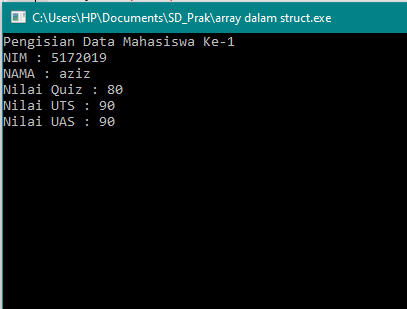 C:\Users\HP\Documents\SD_Prak\array dalam struct.exe
Pengisian Data Mahasiswa Ke-1
NIM : 5172019
NAMA : aziz
Nilai Quiz : 80
Nilai UTS : 90
Nilai UAS : 90